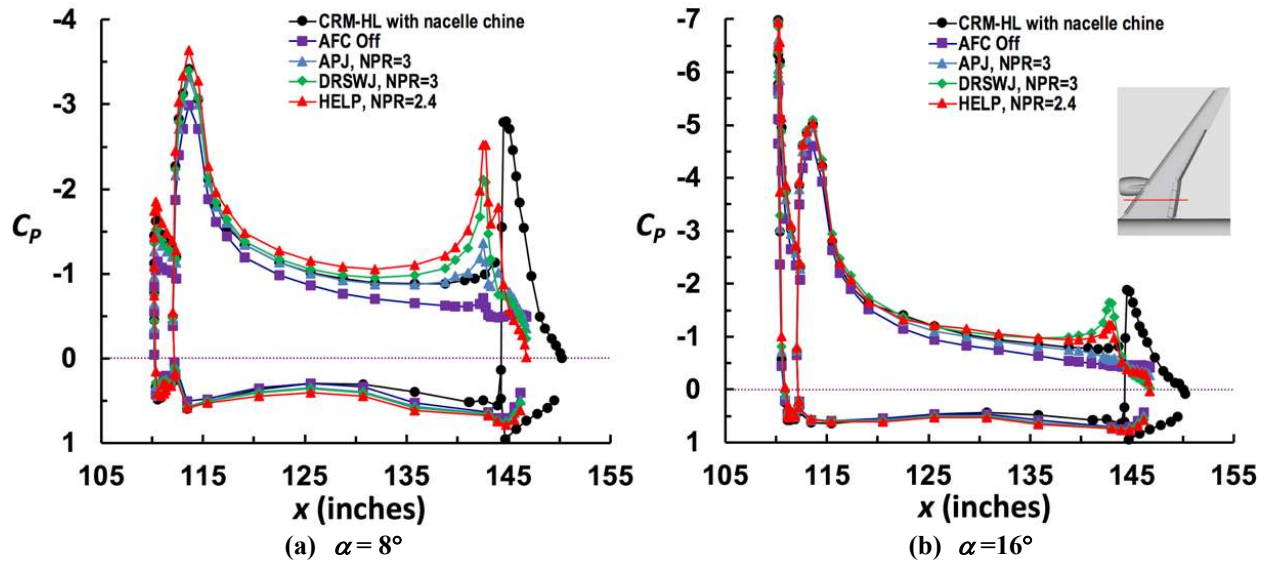 -4
-3
-2
-1
0
1
C_P
105 115 125 135 145 155
x (inches)
CRM-HL with nacelle chine
AFC Off
APJ, NPR=3
DRSWJ, NPR=3
HELP, NPR=2.4
(a) α = 8°
-7
-6
-5
-4
-3
-2
-1
0
1
C_P
105 115 125 135 145 155
x (inches)
CRM-HL with nacelle chine
AFC Off
APJ, NPR=3
DRSWJ, NPR=3
HELP, NPR=2.4
(b) α =16°